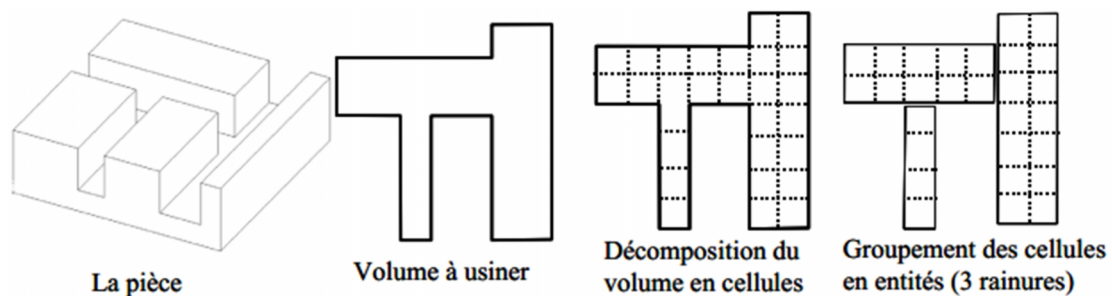 La pièce
Volume à usiner
Décomposition du
volume en cellules
Groupement des cellules
en entités (3 rainures)